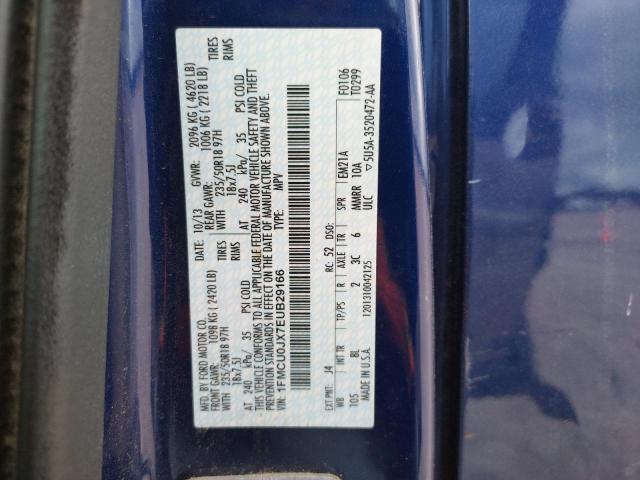 MFD. BY FORD MOTOR CO.
DATE: 10/13 GVWR: 2096 KG ( 4620 LB)
FRONT GAWR: 1098 KG ( 2420 LB) REAR GAWR: 1006 KG ( 2218 LB)
WITH 235/50R18 97H TIRES WITH 235/50R18 97H TIRES
18x7.5J RIMS 18x7.5J RIMS
AT 240 kPa/ 35 PSI COLD AT 240 kPa/ 35 PSI COLD
THIS VEHICLE CONFORMS TO ALL APPLICABLE FEDERAL MOTOR VEHICLE SAFETY AND THEFT
PREVENTION STANDARDS IN EFFECT ON THE DATE OF MANUFACTURE SHOWN ABOVE.
VIN: 1FMCU0JX7EUB29166 TYPE: MPV
F0106
T0299
EXT PNT: J4 RC: 52 DSO: EM21A
WB INT TR TP/PS R AXLE TR SPR
105 BL 2 3C 6 MMRR 10A
MADE IN U.S.A. 1201310042125 ULC ▽5U5A-3520472-AA